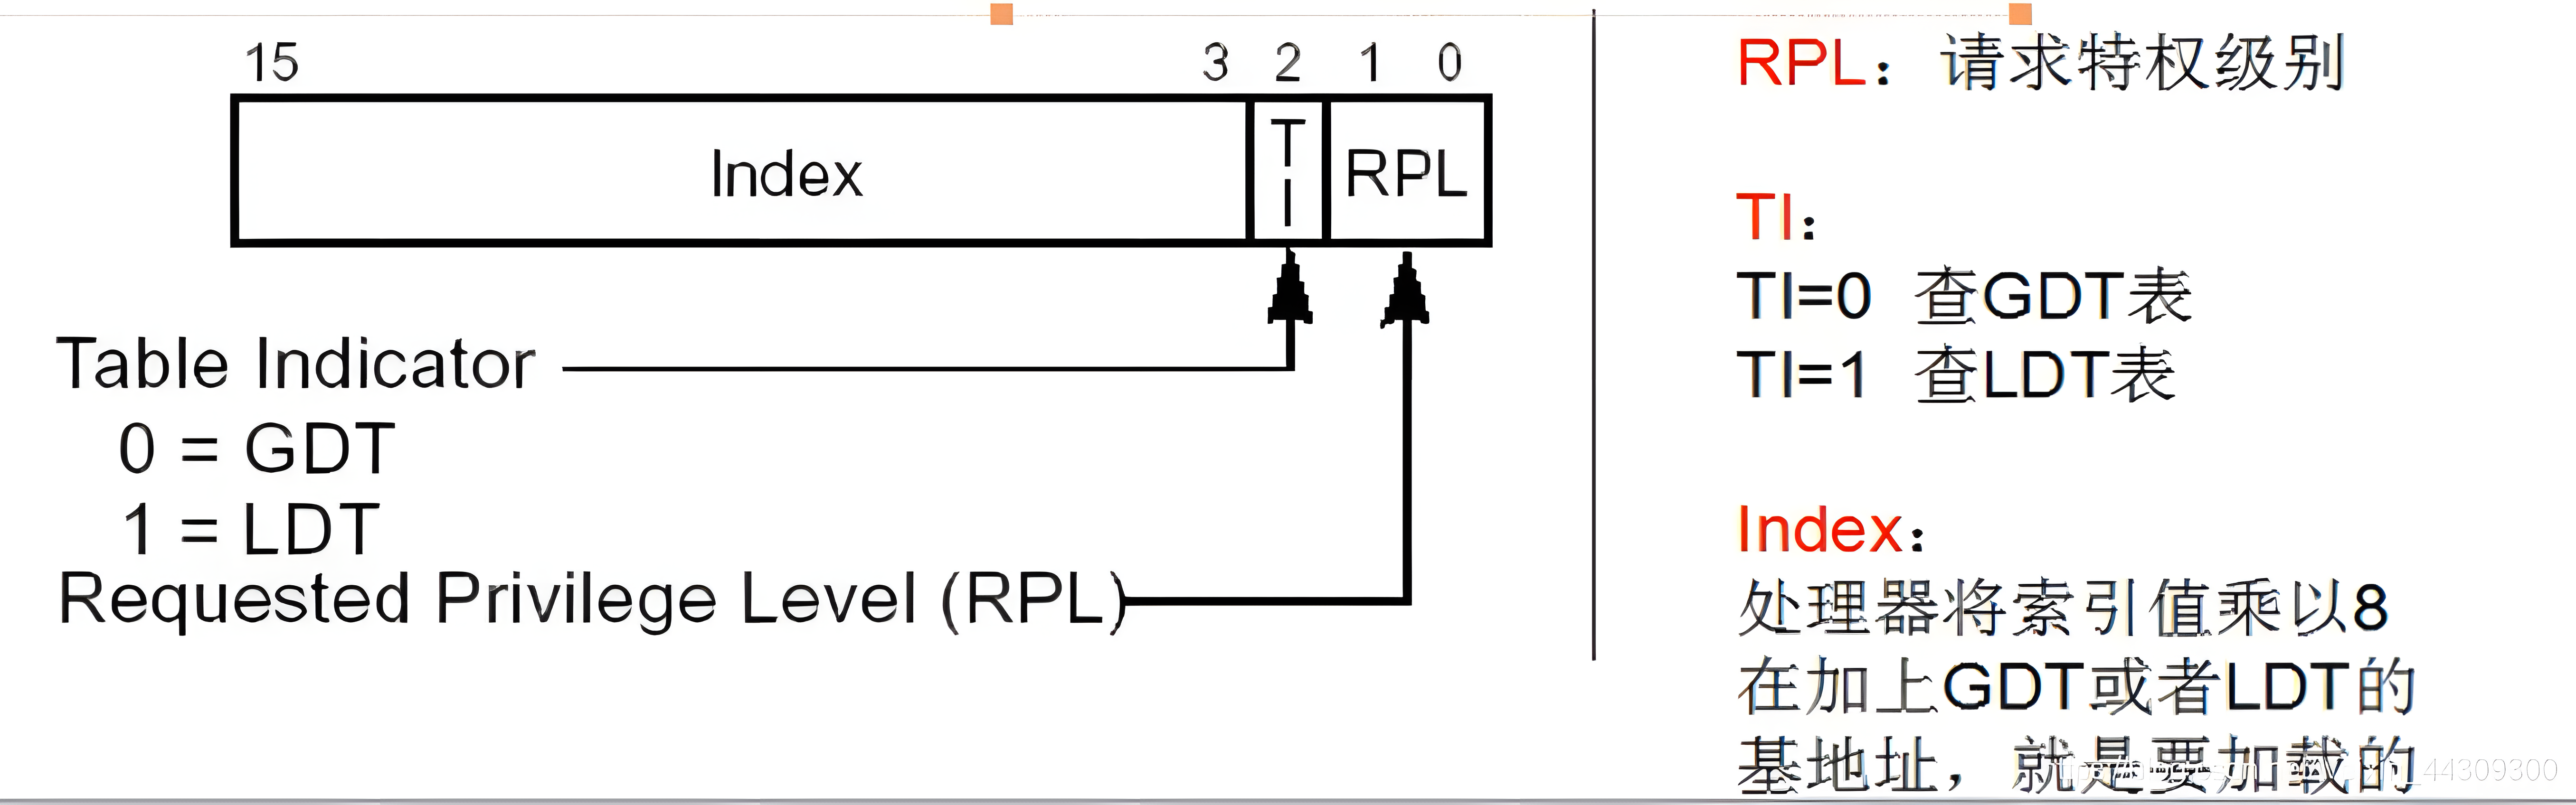 15 3 2 1 0
Index
TI
RPL
Table Indicator
0 = GDT
1 = LDT
Requested Privilege Level (RPL)
RPL：请求特权级别
TI：
TI=0 查GDT表
TI=1 查LDT表
Index：
处理器将索引值乘以8
在加上GDT或者LDT的
基地址，就是要加载的
44309300